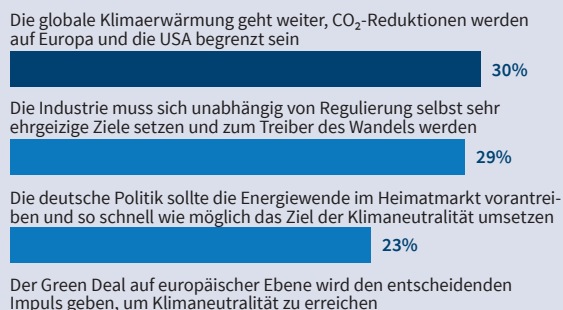 Die globale Klimaerwärmung geht weiter, CO₂-Reduktionen werden
auf Europa und die USA begrenzt sein
30%
Die Industrie muss sich unabhängig von Regulierung selbst sehr
ehrgeizige Ziele setzen und zum Treiber des Wandels werden
29%
Die deutsche Politik sollte die Energiewende im Heimatmarkt vorantrei-
ben und so schnell wie möglich das Ziel der Klimaneutralität umsetzen
23%
Der Green Deal auf europäischer Ebene wird den entscheidenden
Impuls geben, um Klimaneutralität zu erreichen